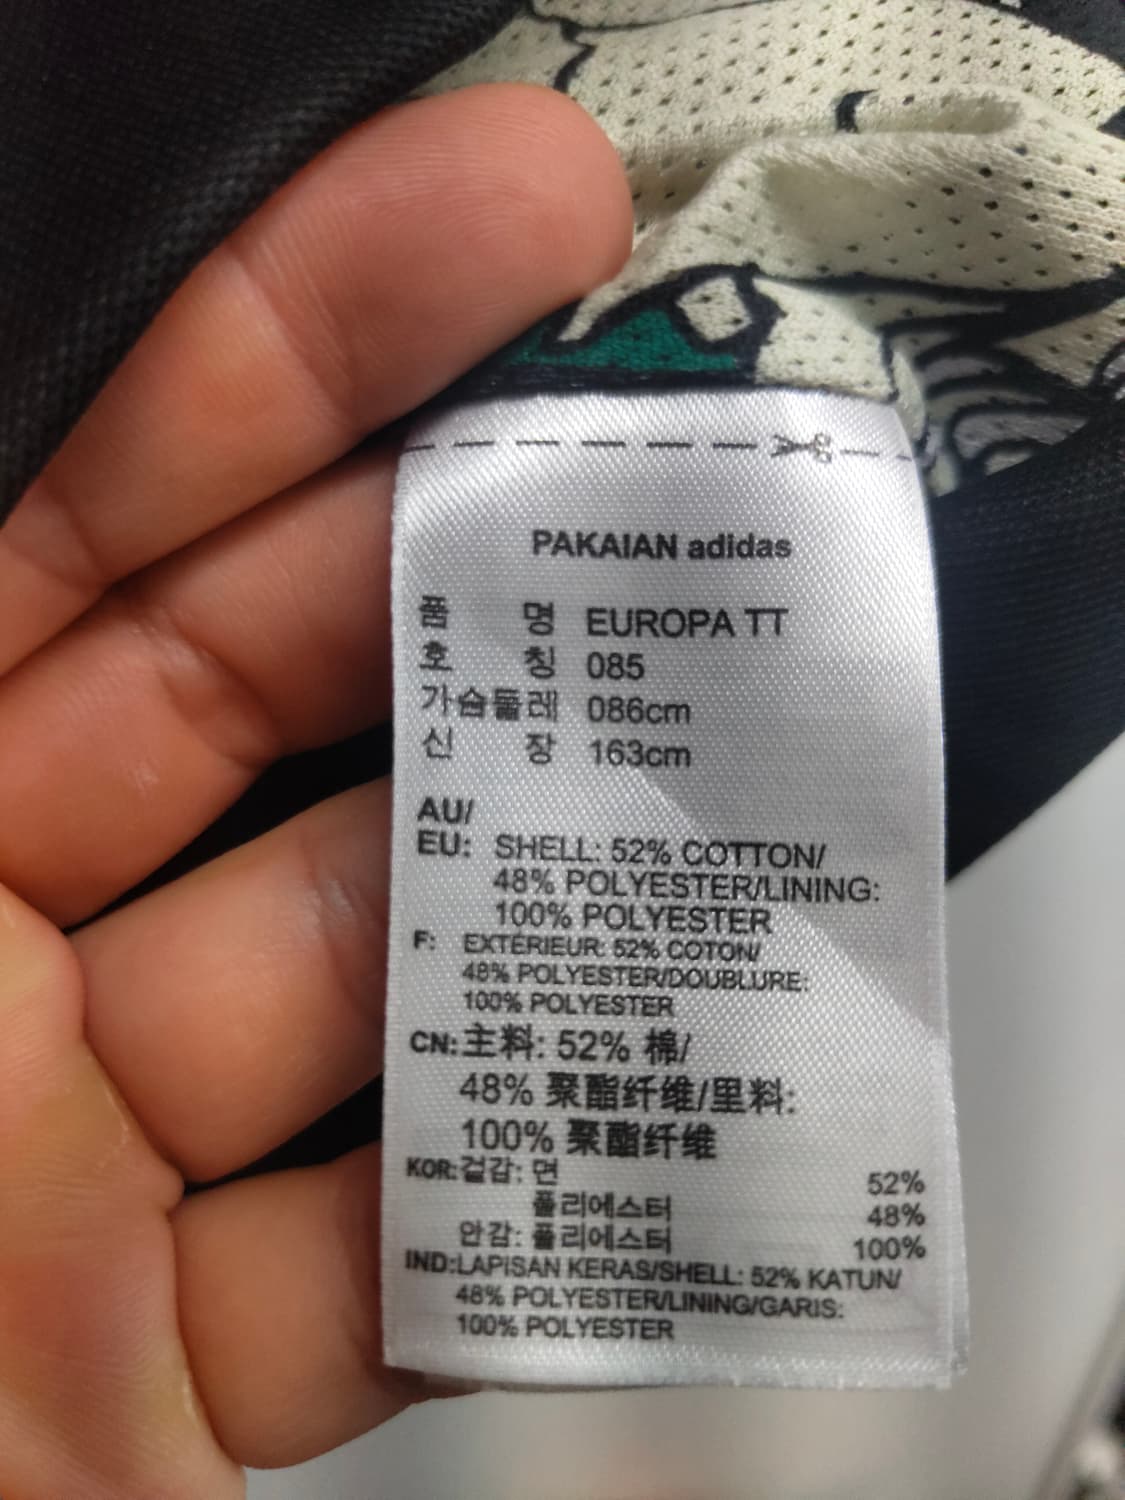 PAKAIAN adidas
품 명 EUROPA TT
호 칭 085
가슴둘레 086cm
신 장 163cm
AU/
EU: SHELL: 52% COTTON/
48% POLYESTER/LINING:
100% POLYESTER
F: EXTÉRIEUR: 52% COTON/
48% POLYESTER/DOUBLURE:
100% POLYESTER
CN:主料: 52% 棉/
48% 聚酯纤维/里料:
100% 聚酯纤维
KOR:겉감: 면 52%
폴리에스터 48%
안감: 폴리에스터 100%
IND:LAPISAN KERAS/SHELL: 52% KATUN/
48% POLYESTER/LINING/GARIS:
100% POLYESTER